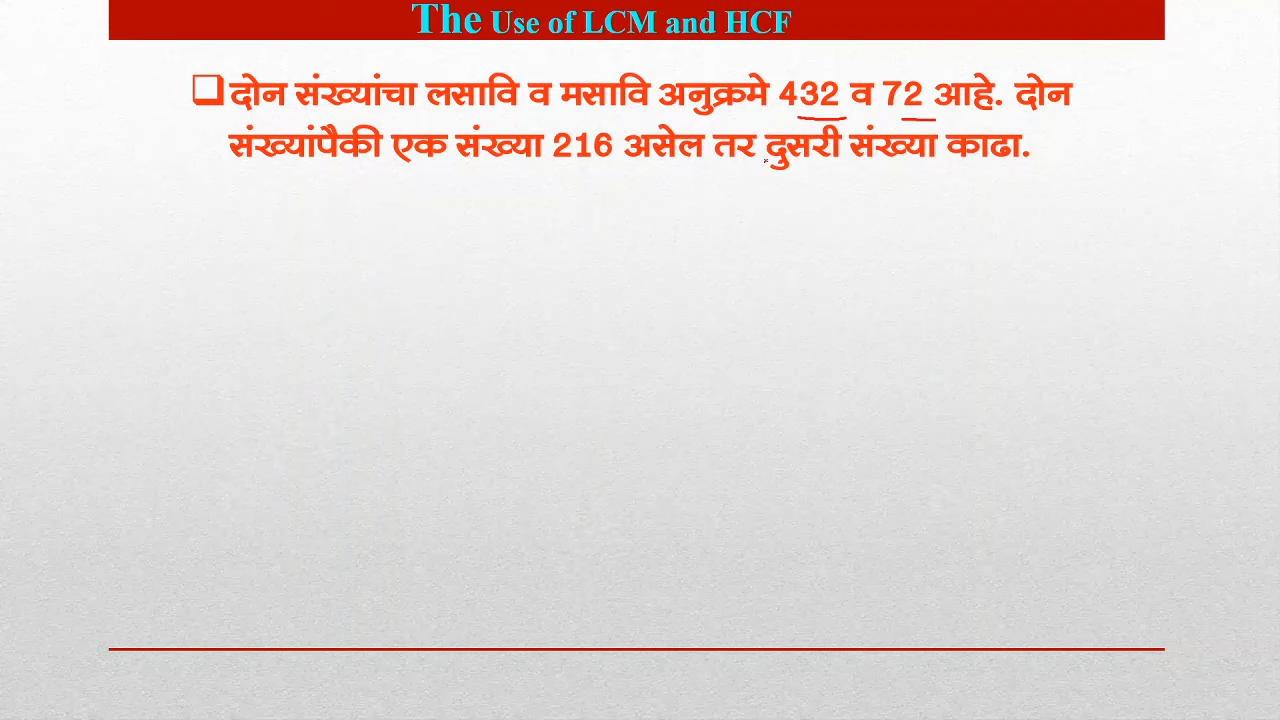 The Use of LCM and HCF
दोन संख्यांचा लसावि व मसावि अनुक्रमे 432 व 72 आहे. दोन
संख्यांपैकी एक संख्या 216 असेल तर दुसरी संख्या काढा.